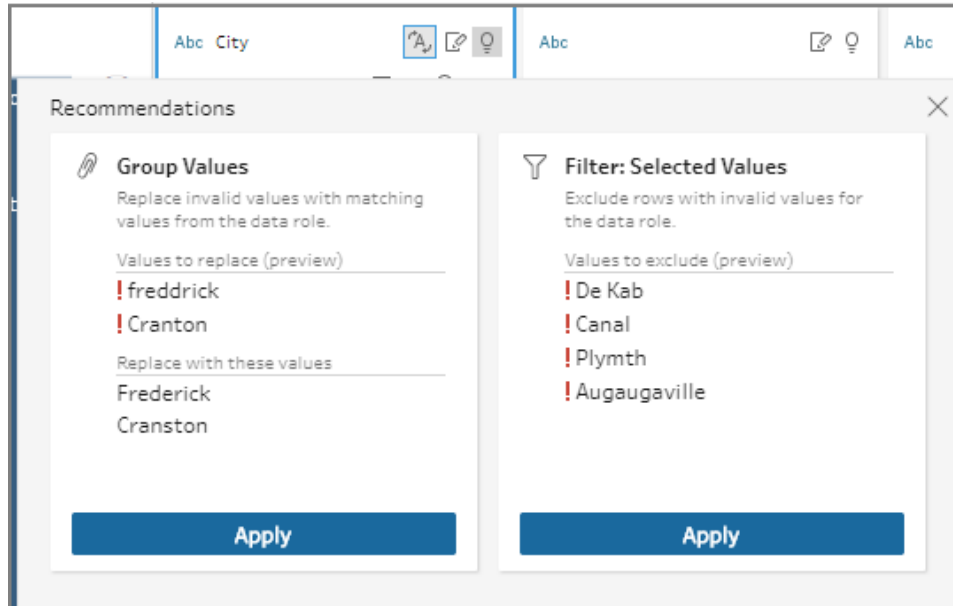 Abc City
Abc
Abc
Recommendations
Group Values
Replace invalid values with matching
values from the data role.
Values to replace (preview)
! freddrick
! Cranton
Replace with these values
Frederick
Cranston
Apply
Filter: Selected Values
Exclude rows with invalid values for
the data role.
Values to exclude (preview)
! De Kab
! Canal
! Plymth
! Augaugaville
Apply